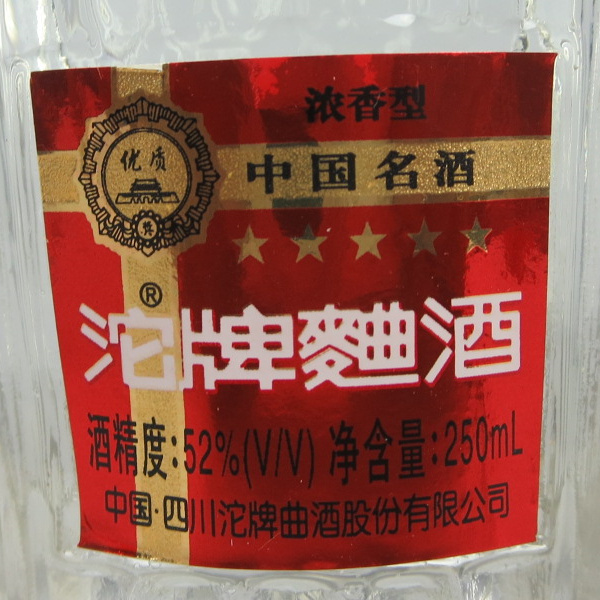 浓香型
优质
中国名酒
奖
®
沱牌麯酒
酒精度:52%(V/V) 净含量:250mL
中国·四川沱牌曲酒股份有限公司